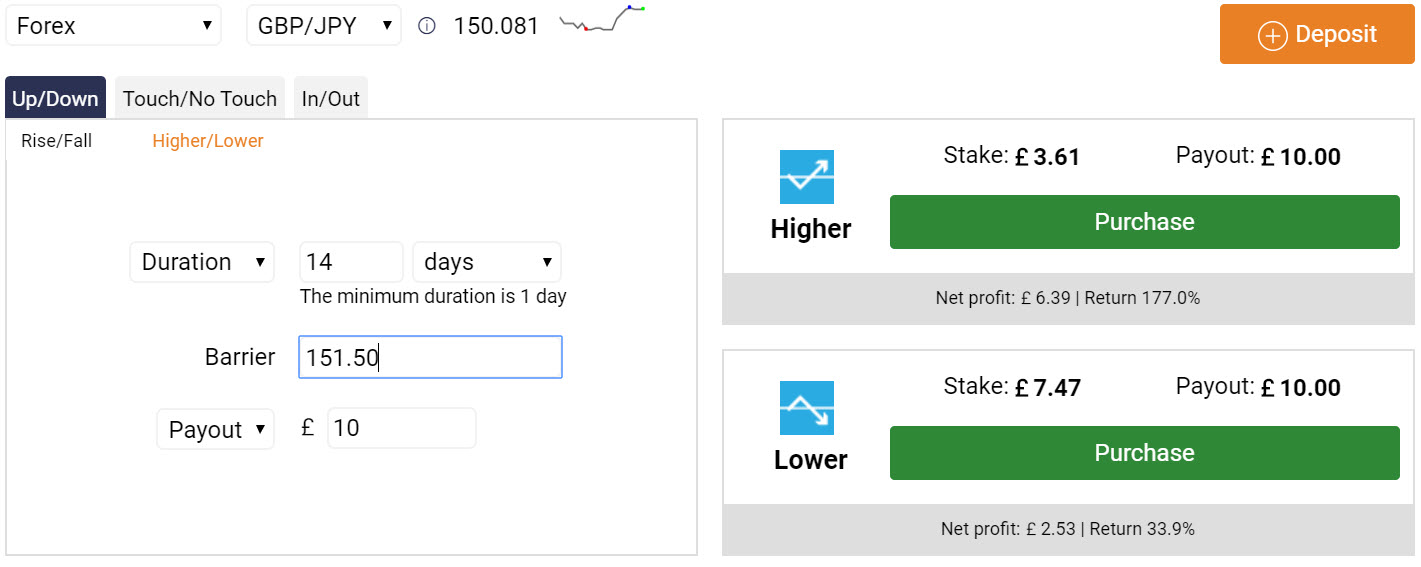 Forex GBP/JPY 150.081 Deposit
Up/Down Touch/No Touch In/Out
Rise/Fall Higher/Lower
Duration 14 days
The minimum duration is 1 day
Barrier 151.50
Payout £ 10
Stake: £ 3.61 Payout: £ 10.00
Higher
Purchase
Net profit: £ 6.39 | Return 177.0%
Stake: £ 7.47 Payout: £ 10.00
Lower
Purchase
Net profit: £ 2.53 | Return 33.9%